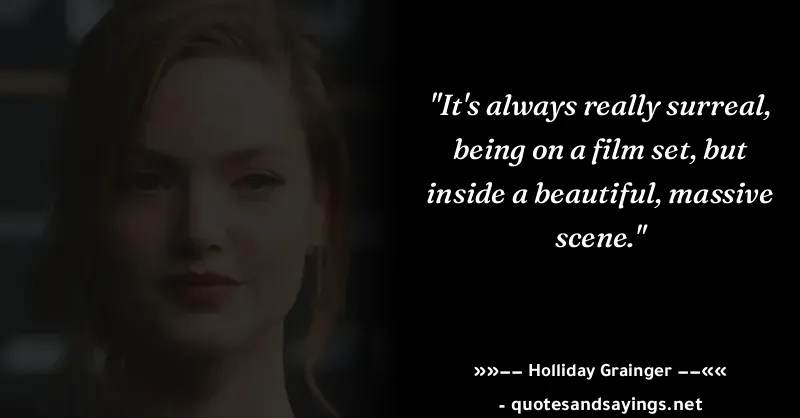 "It's always really surreal,
being on a film set, but
inside a beautiful, massive
scene."
»»−− Holliday Grainger −−««
- quotesandsayings.net